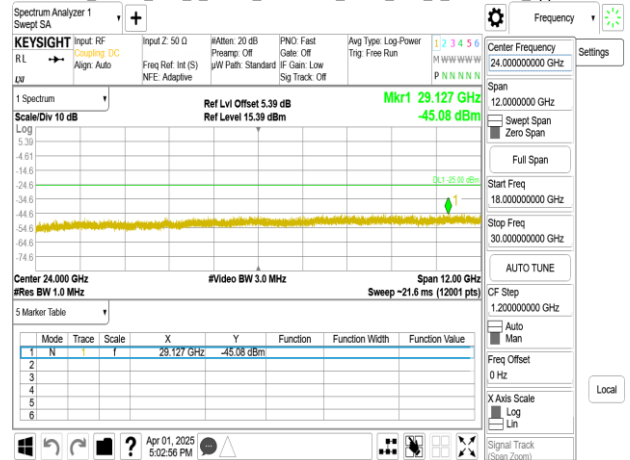 Spectrum Analyzer 1
Swept SA
Frequency
KEYSIGHT
RL
Input: RF
Coupling: DC
Align: Auto
Input Z: 50 Ω
Freq Ref: Int (S)
NFE: Adaptive
#Atten: 20 dB
Preamp: Off
µW Path: Standard
PNO: Fast
Gate: Off
IF Gain: Low
Sig Track: Off
Avg Type: Log-Power
Trig: Free Run
1 2 3 4 5 6
M W W W W W
P N N N N N
Center Frequency
24.000000000 GHz
Settings
Span
12.0000000 GHz
Swept Span
Zero Span
Full Span
Start Freq
18.000000000 GHz
Stop Freq
30.000000000 GHz
AUTO TUNE
CF Step
1.200000000 GHz
Auto
Man
Freq Offset
0 Hz
X Axis Scale
Log
Lin
Local
Signal Track
(Span Zoom)
1 Spectrum
Scale/Div 10 dB
Ref Lvl Offset 5.39 dB
Ref Level 15.39 dBm
Mkr1 29.127 GHz
-45.08 dBm
Log
5.39
-4.61
-14.6
-24.6
-34.6
-44.6
-54.6
-64.6
-74.6
DL1 -25.00 dBm
1
Center 24.000 GHz
#Res BW 1.0 MHz
#Video BW 3.0 MHz
Span 12.00 GHz
Sweep ~21.6 ms (12001 pts)
5 Marker Table
Mode Trace Scale X Y Function Function Width Function Value
1 N 1 f 29.127 GHz -45.08 dBm
2
3
4
5
6
?
Apr 01, 2025
5:02:56 PM